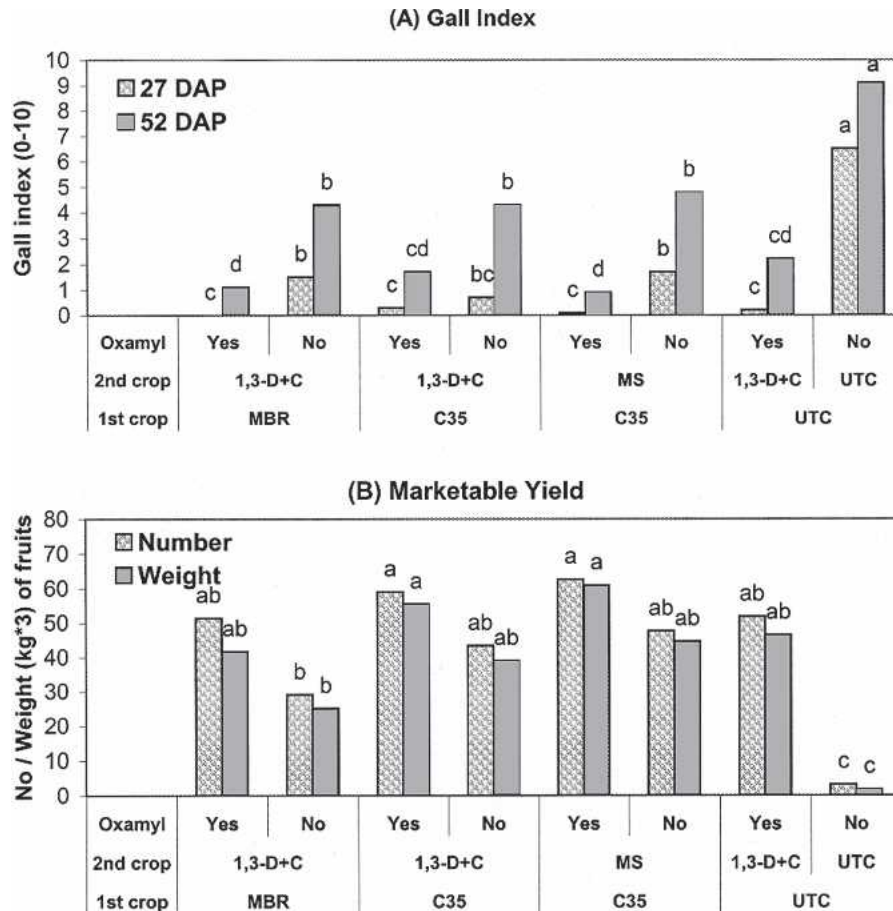 (A) Gall Index
10
9
8
7
6
5
4
3
2
1
0
Gall index (0-10)
27 DAP
52 DAP
c d b b c cd bc b c d b b c cd a a
Oxamyl Yes No Yes No Yes No Yes No
2nd crop 1,3-D+C 1,3-D+C MS 1,3-D+C UTC
1st crop MBR C35 C35 UTC
(B) Marketable Yield
80
70
60
50
40
30
20
10
0
No / Weight (kg*3) of fruits
Number
Weight
ab ab b b a a ab ab a a ab ab ab ab c c
Oxamyl Yes No Yes No Yes No Yes No
2nd crop 1,3-D+C 1,3-D+C MS 1,3-D+C UTC
1st crop MBR C35 C35 UTC